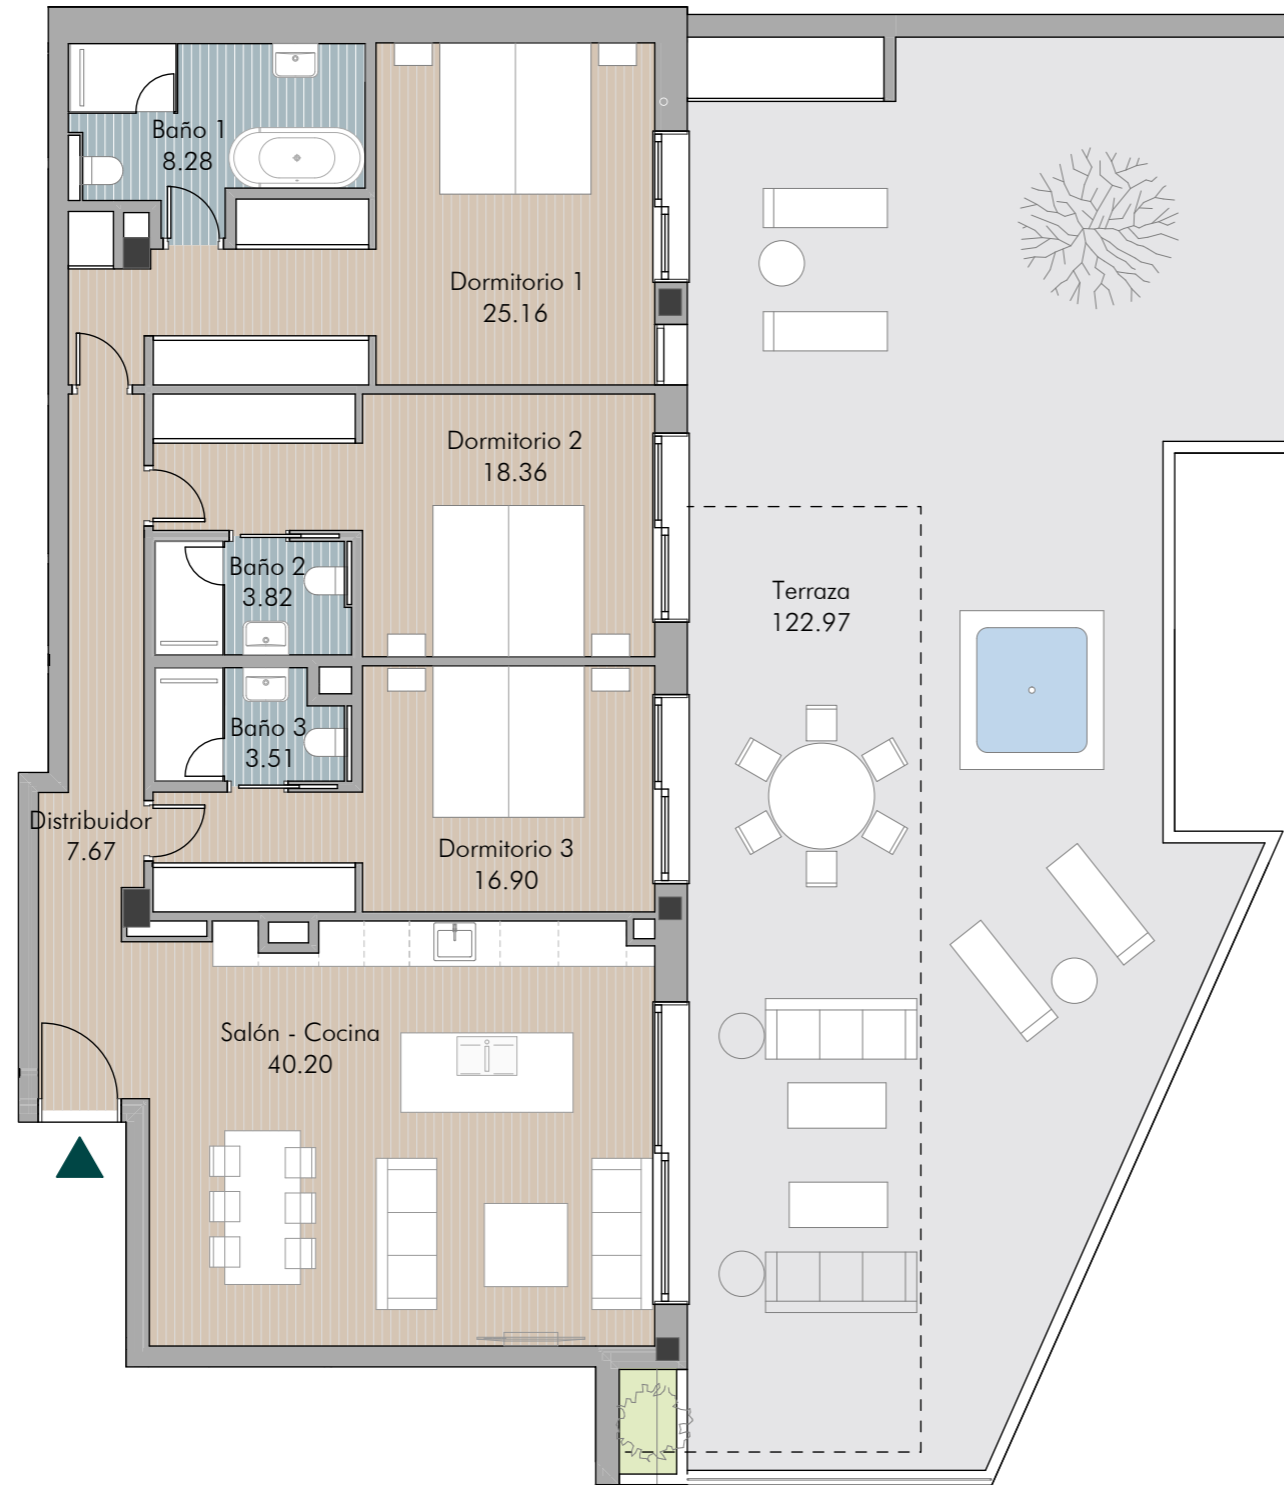 Baño 1
8.28
Dormitorio 1
25.16
Dormitorio 2
18.36
Baño 2
3.82
Terraza
122.97
Baño 3
3.51
Distribuidor
7.67
Dormitorio 3
16.90
Salón - Cocina
40.20